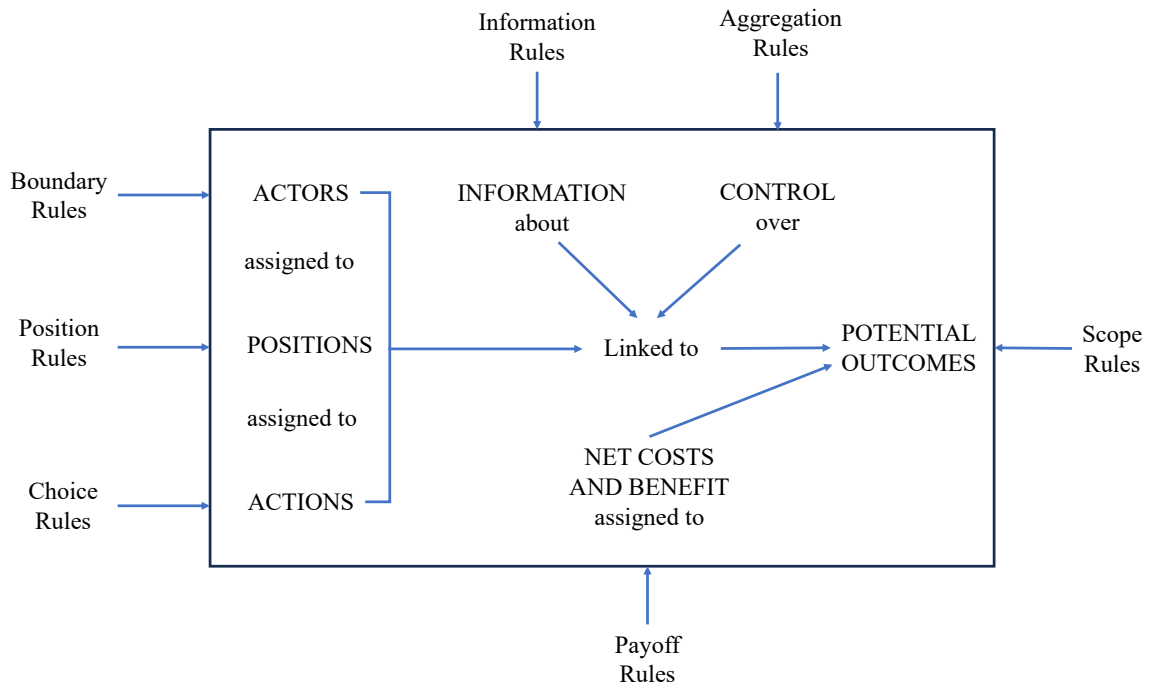 Information
Rules
Aggregation
Rules
Boundary
Rules
ACTORS
INFORMATION
about
CONTROL
over
assigned to
Position
Rules
POSITIONS
Linked to
POTENTIAL
OUTCOMES
Scope
Rules
assigned to
NET COSTS
AND BENEFIT
assigned to
Choice
Rules
ACTIONS
Payoff
Rules